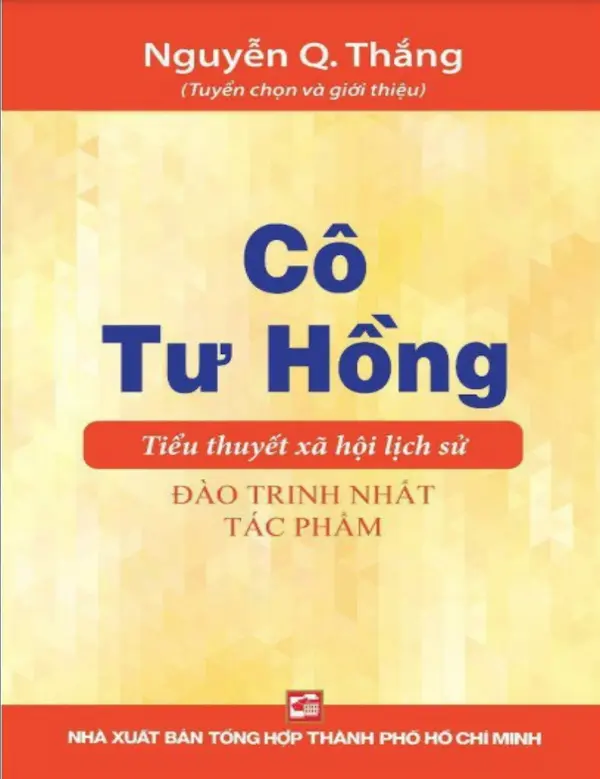 Nguyễn Q. Thắng
(Tuyển chọn và giới thiệu)
Cô
Tư Hồng
Tiểu thuyết xã hội lịch sử
ĐÀO TRINH NHẤT
TÁC PHẨM
NHÀ XUẤT BẢN TỔNG HỢP THÀNH PHỐ HỒ CHÍ MINH